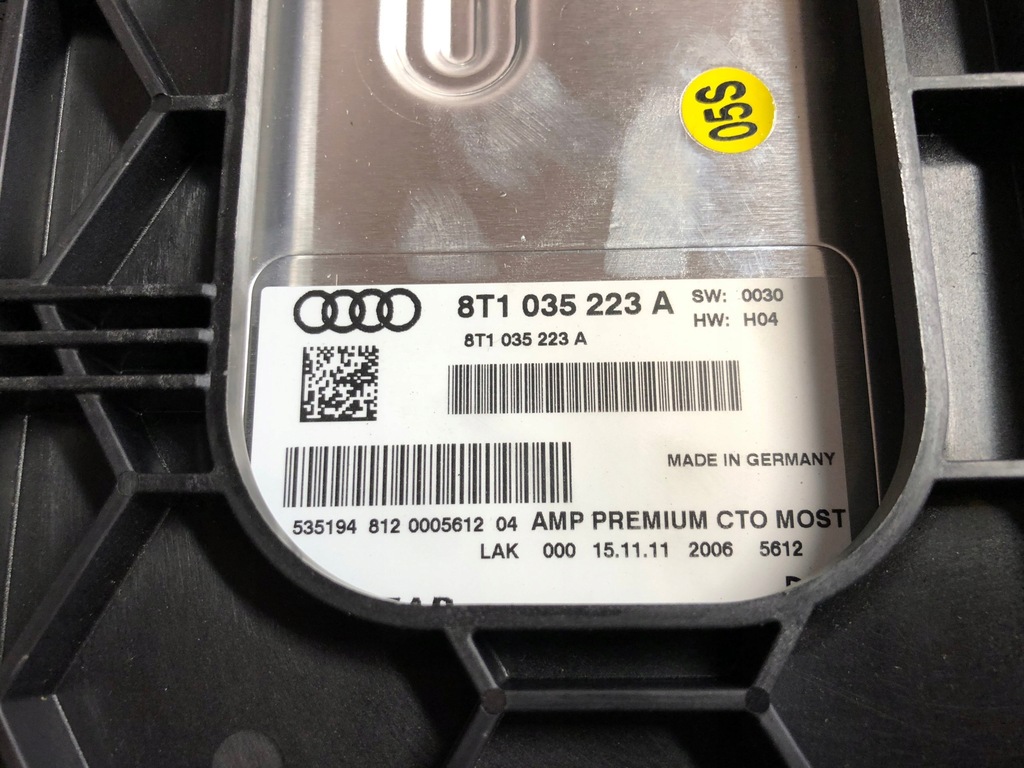 05S
8T1 035 223 A SW: 0030
HW: H04
8T1 035 223 A
MADE IN GERMANY
535194 812 0005612 04 AMP PREMIUM CTO MOST
LAK 000 15.11.11 2006 5612